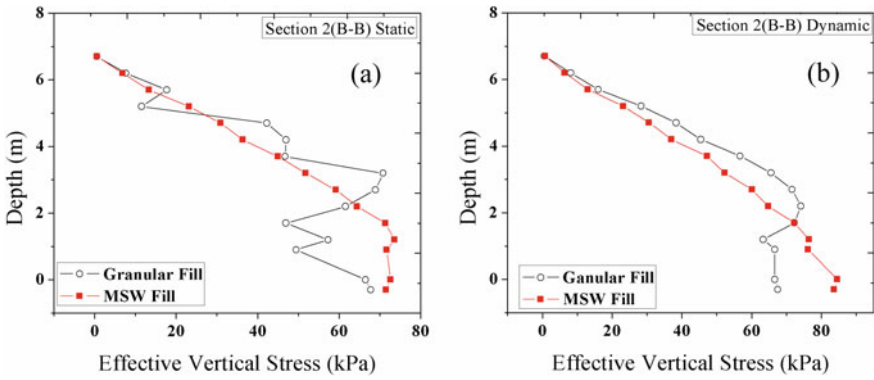 Section 2(B-B) Static
(a)
Depth (m)
8
6
4
2
0
Granular Fill
MSW Fill
0 20 40 60 80
Effective Vertical Stress (kPa)
Section 2(B-B) Dynamic
(b)
Depth (m)
8
6
4
2
0
Ganular Fill
MSW Fill
0 20 40 60 80
Effective Vertical Stress (kPa)